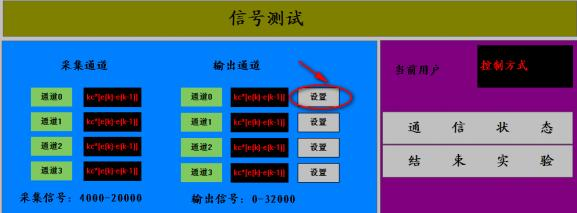 信号测试
采集通道 输出通道
通道0 kc*[e(k)-e(k-1)] 通道0 kc*[e(k)-e(k-1)] 设置
通道1 kc*[e(k)-e(k-1)] 通道1 kc*[e(k)-e(k-1)] 设置
通道2 kc*[e(k)-e(k-1)] 通道2 kc*[e(k)-e(k-1)] 设置
通道3 kc*[e(k)-e(k-1)] 通道3 kc*[e(k)-e(k-1)] 设置
采集信号：4000-20000 输出信号：0-32000
当前用户 控制方式
通信状态
结束实验